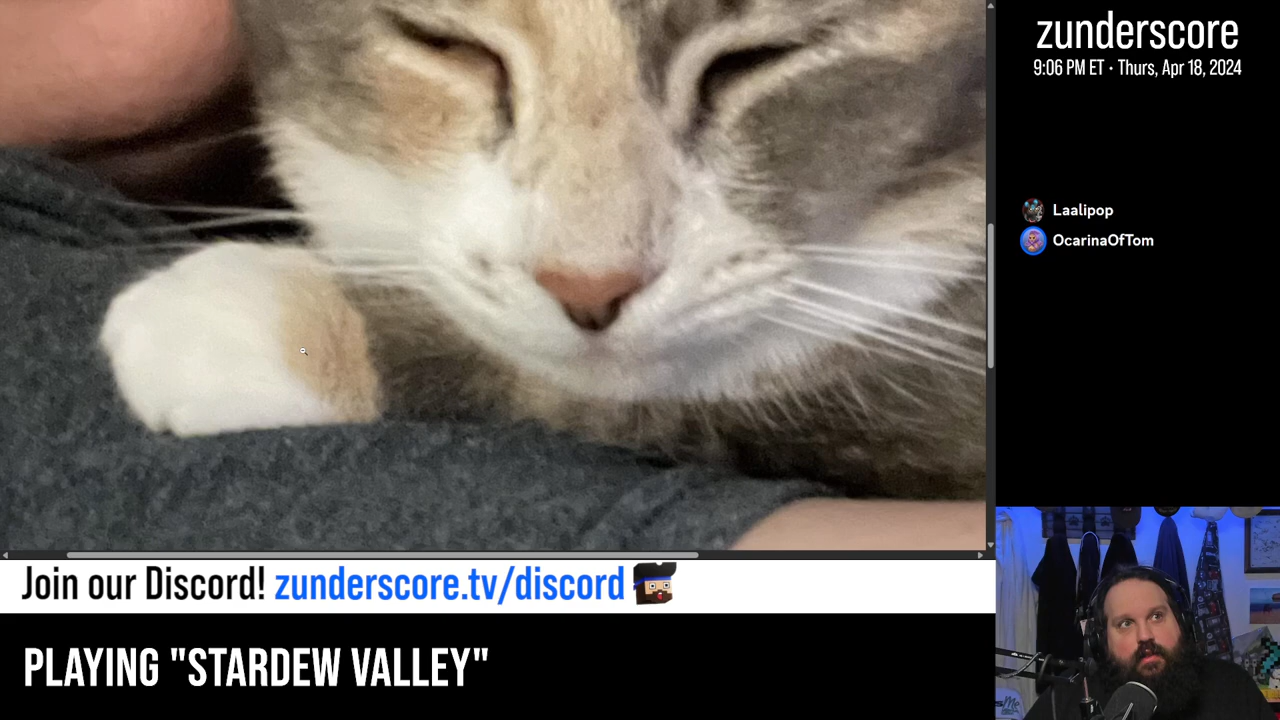 zunderscore
9:06 PM ET • Thurs, Apr 18, 2024
Laalipop
OcarinaOfTom
Join our Discord! zunderscore.tv/discord
PLAYING "STARDEW VALLEY"